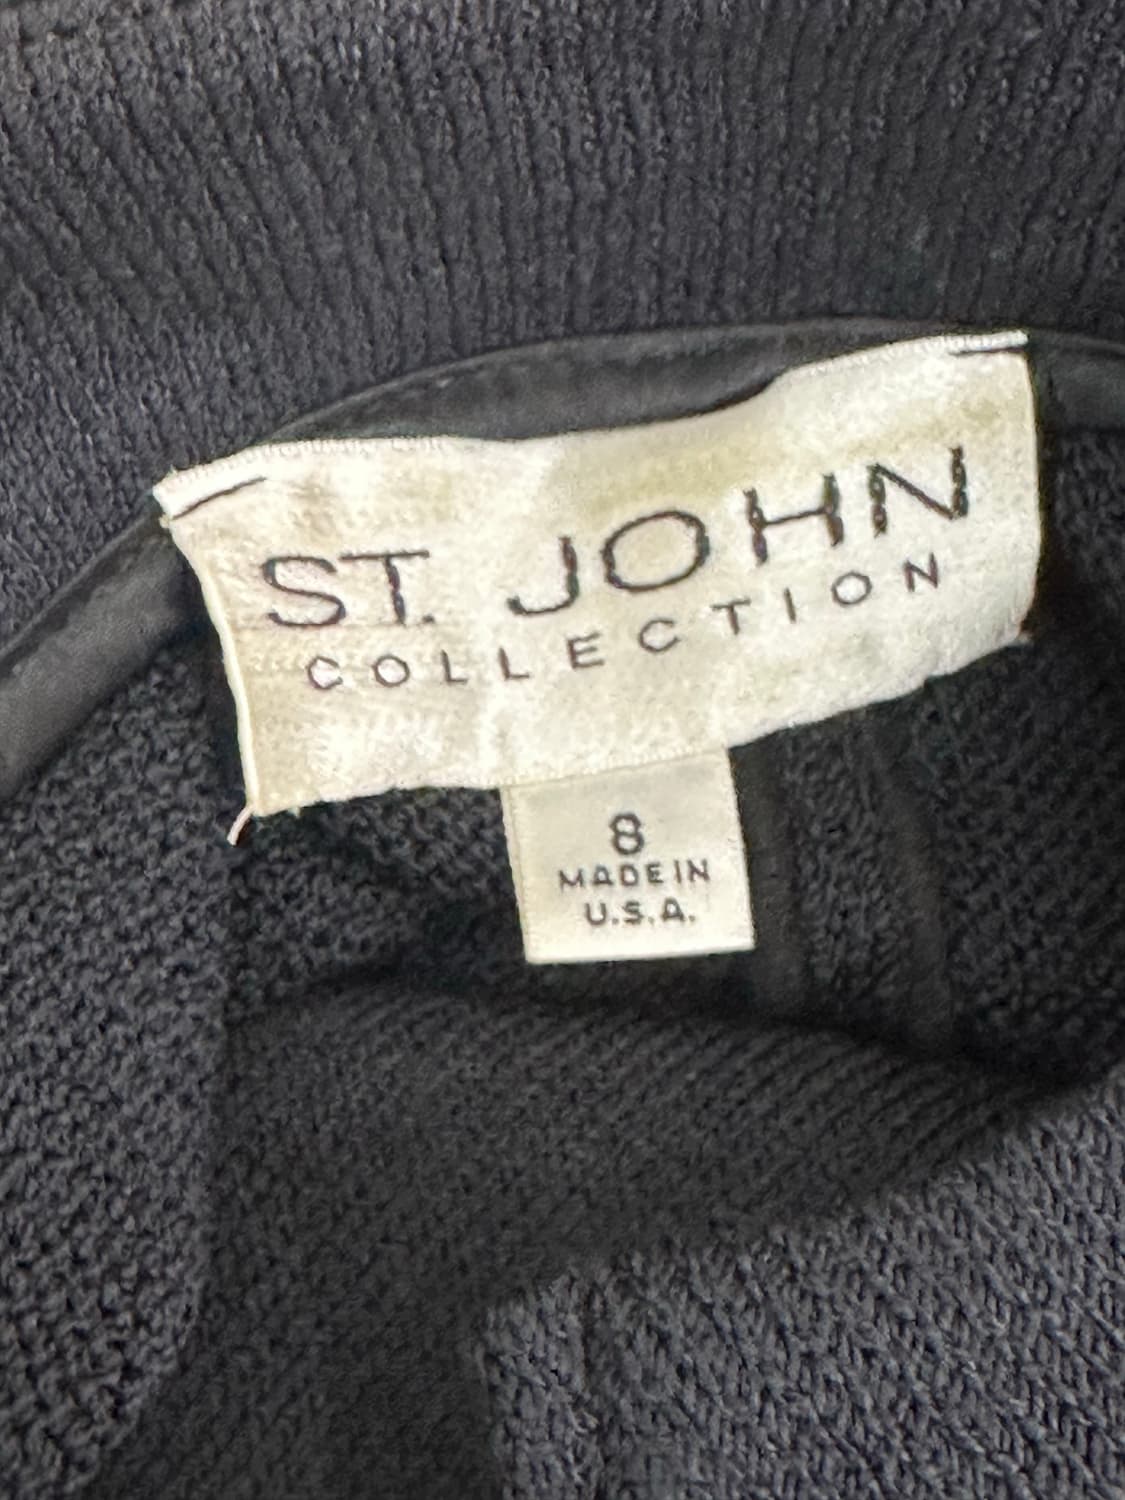 ST. JOHN
COLLECTION
8
MADE IN
U.S.A.